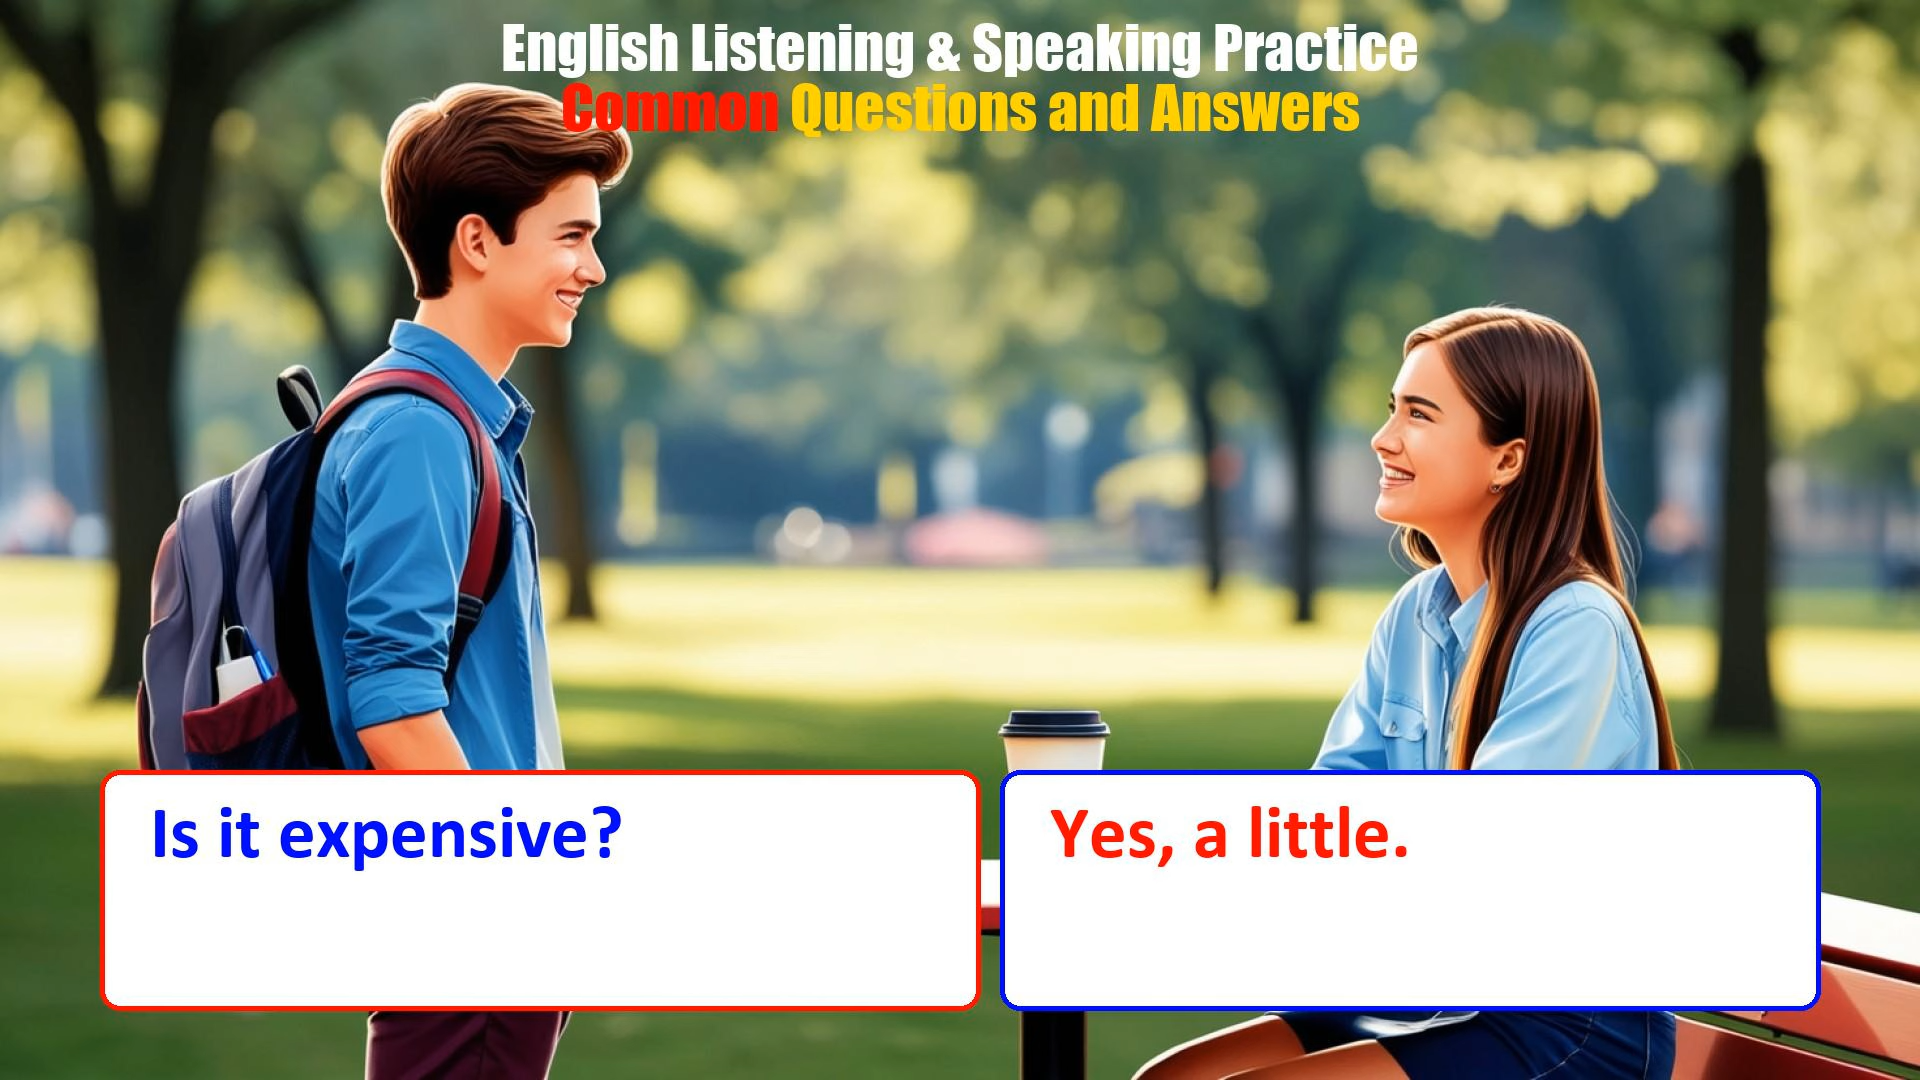 English Listening & Speaking Practice
Common Questions and Answers
Is it expensive?
Yes, a little.